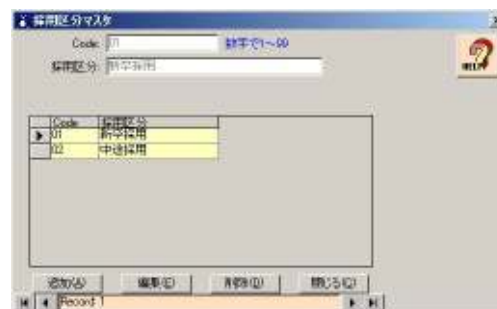 採用区分マスタ
Code: 01 数字で1～99
採用区分: 新卒採用
HELP
Code 採用区分
01 新卒採用
02 中途採用
追加(A) 編集(E) 削除(D) 閉じる(C)
Record 1